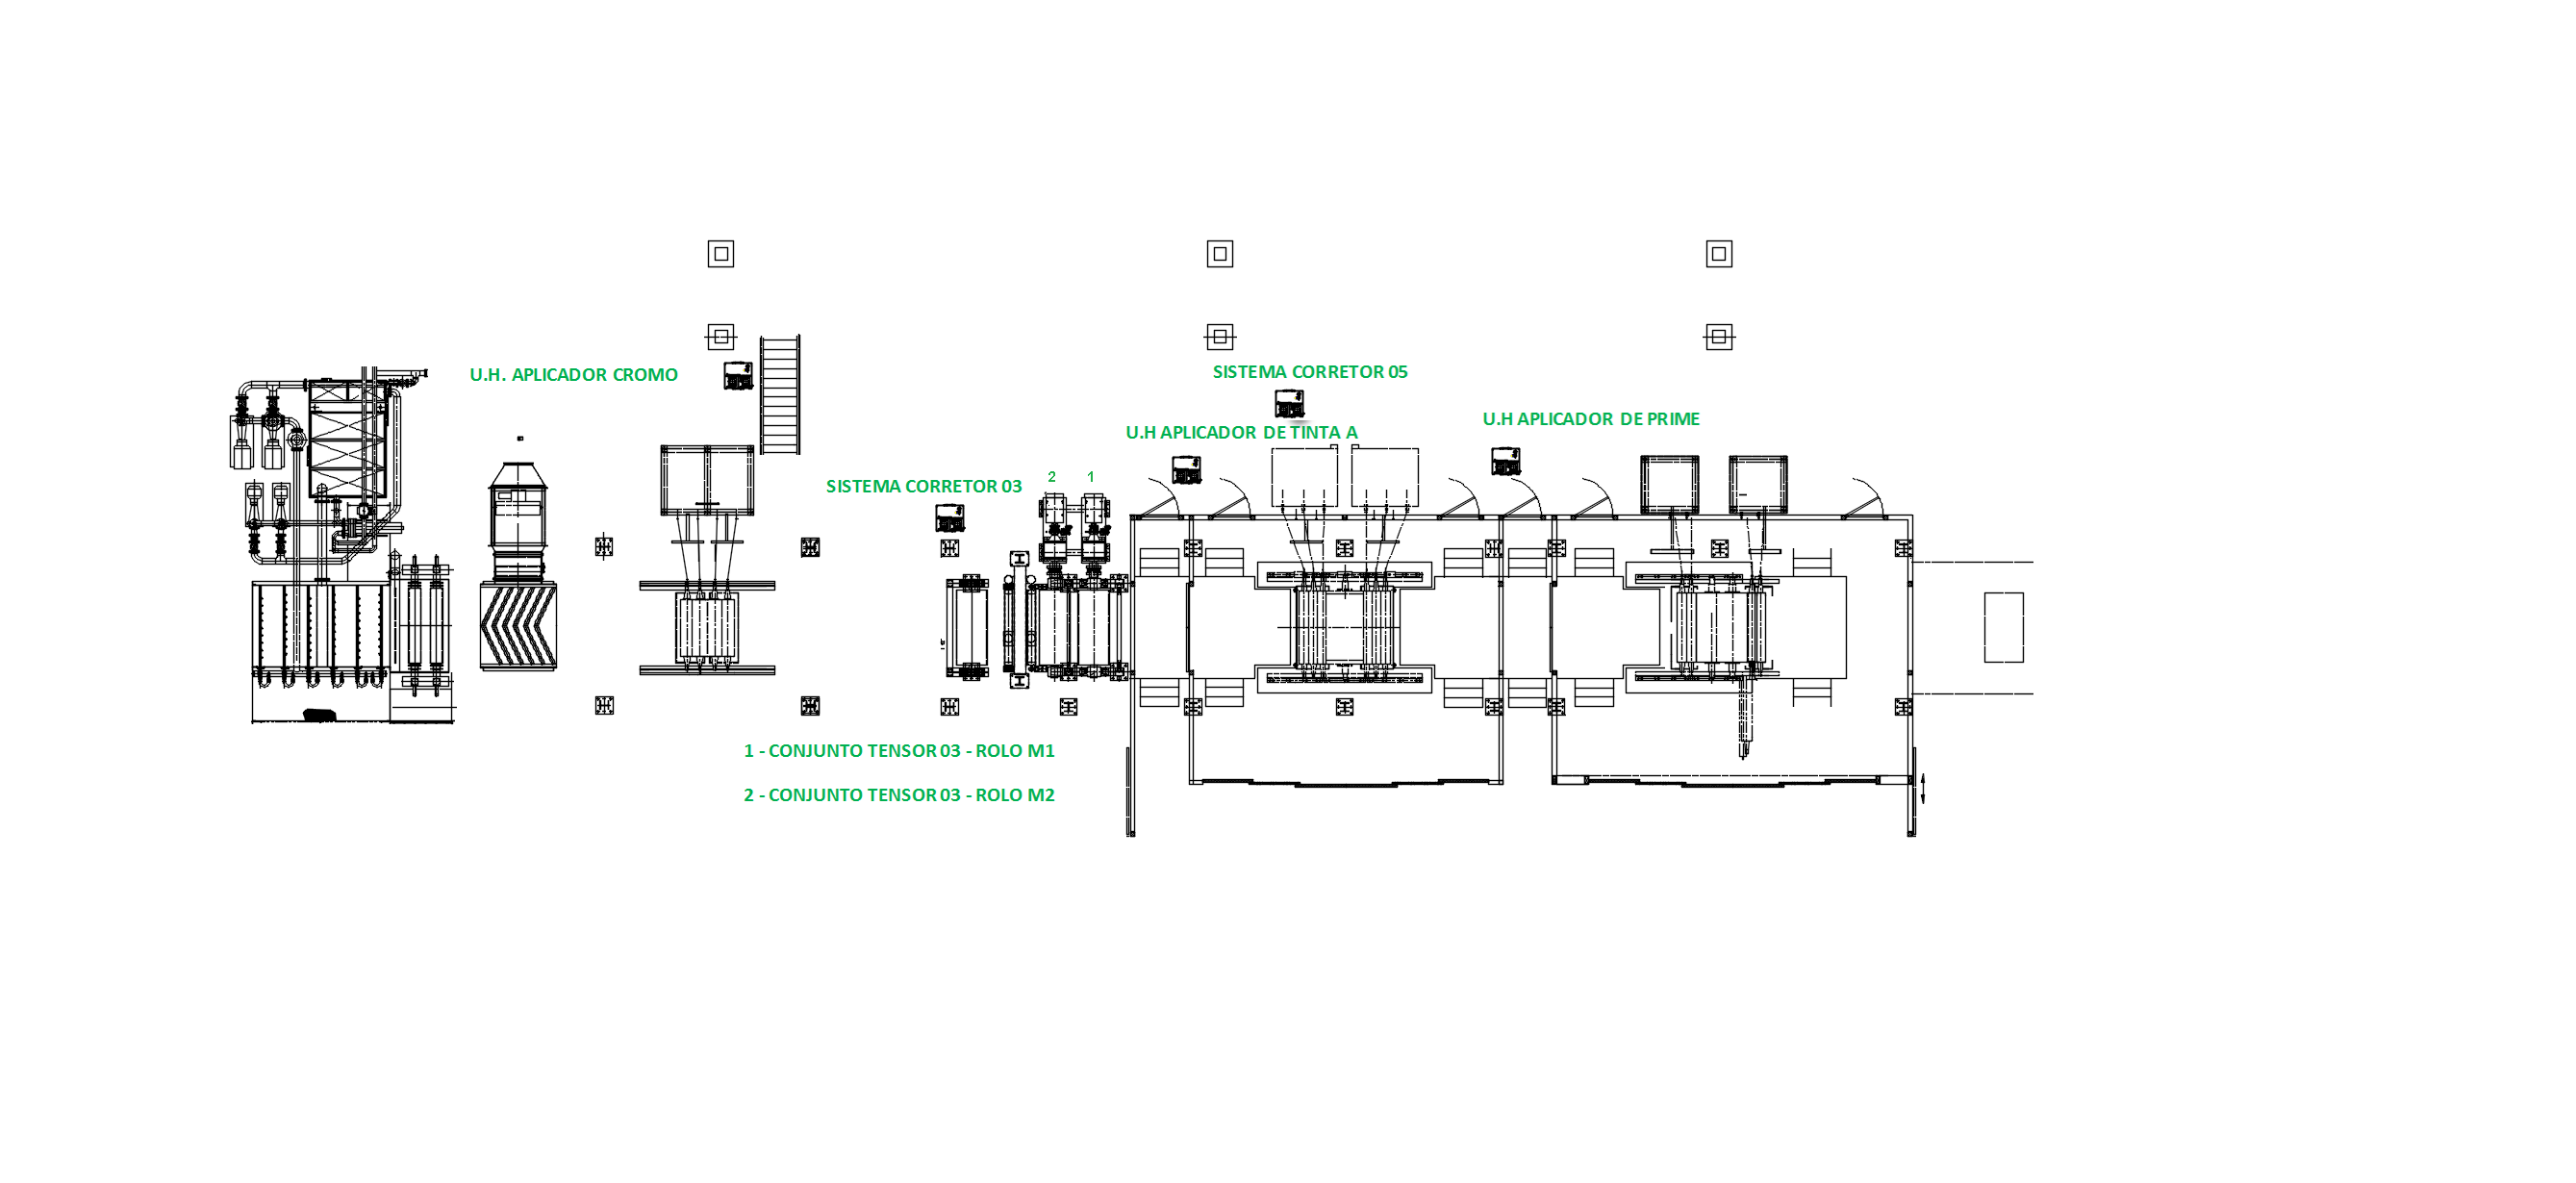 U.H. APLICADOR CROMO
SISTEMA CORRETOR 05
U.H APLICADOR DE TINTA A
U.H APLICADOR DE PRIME
SISTEMA CORRETOR 03
2 1
1 - CONJUNTO TENSOR 03 - ROLO M1
2 - CONJUNTO TENSOR 03 - ROLO M2